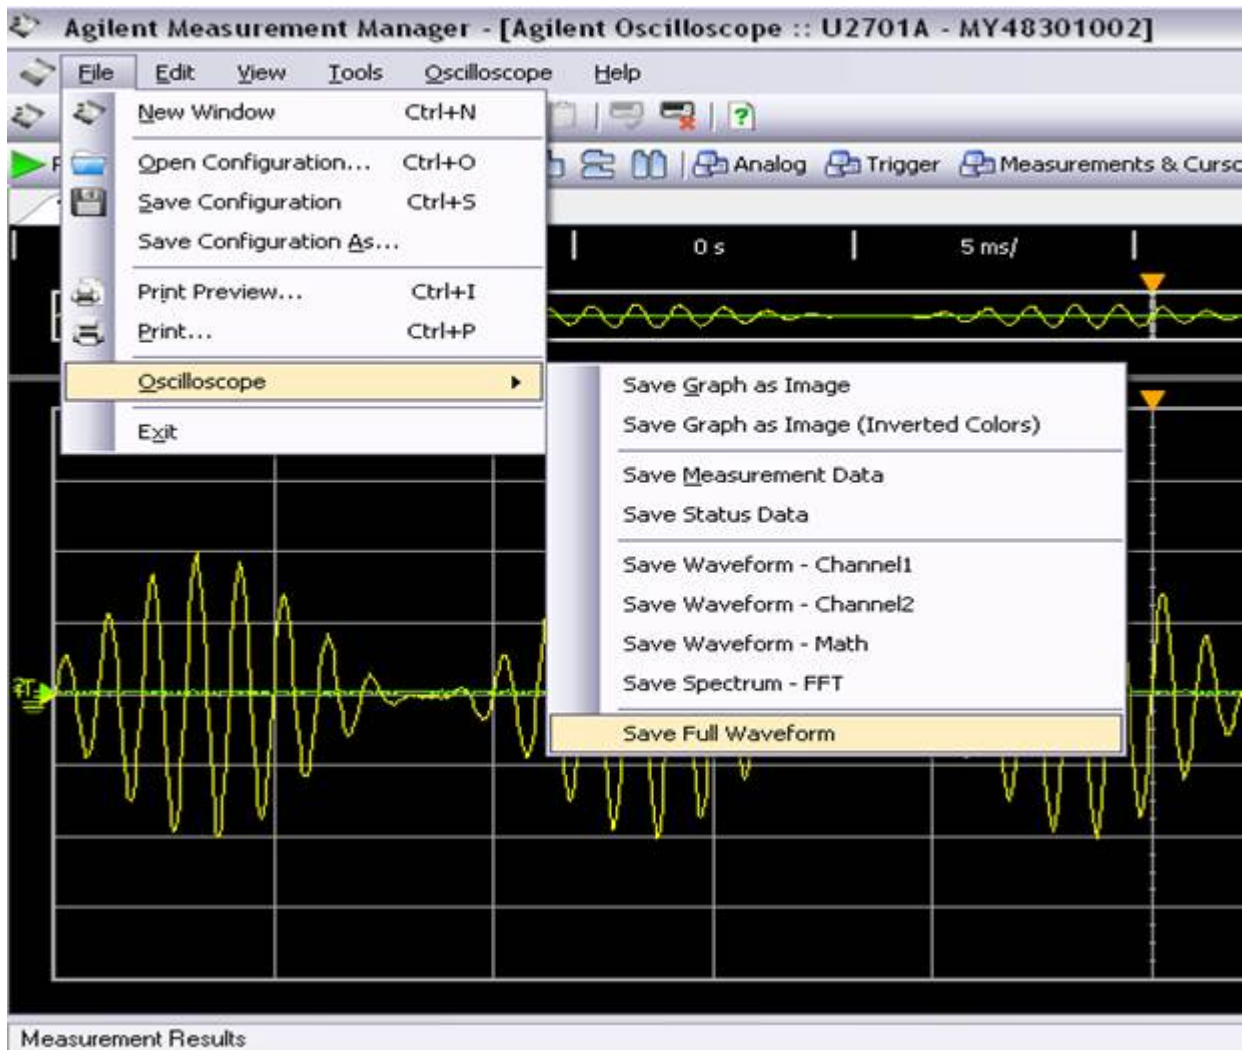 Agilent Measurement Manager - [Agilent Oscilloscope :: U2701A - MY48301002]
File Edit View Tools Oscilloscope Help
New Window Ctrl+N
Open Configuration... Ctrl+O
Analog Trigger Measurements & Curso
Save Configuration Ctrl+S
Save Configuration As...
0 s 5 ms/
Print Preview... Ctrl+I
Print... Ctrl+P
Oscilloscope
Exit
Save Graph as Image
Save Graph as Image (Inverted Colors)
Save Measurement Data
Save Status Data
Save Waveform - Channel1
Save Waveform - Channel2
Save Waveform - Math
Save Spectrum - FFT
Save Full Waveform
Measurement Results